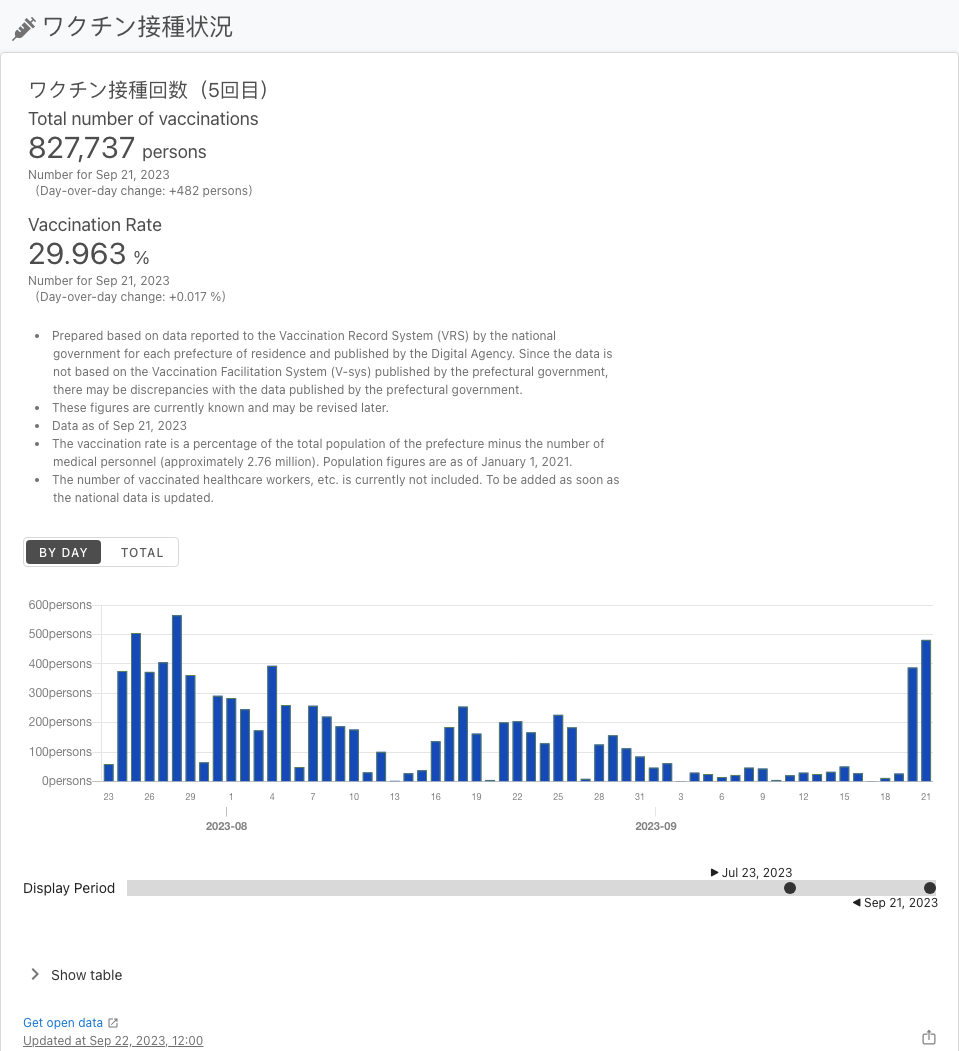 ワクチン接種状況
ワクチン接種回数（5回目）
Total number of vaccinations
827,737 persons
Number for Sep 21, 2023
(Day-over-day change: +482 persons)
Vaccination Rate
29.963 %
Number for Sep 21, 2023
(Day-over-day change: +0.017 %)
• Prepared based on data reported to the Vaccination Record System (VRS) by the national
government for each prefecture of residence and published by the Digital Agency. Since the data is
not based on the Vaccination Facilitation System (V-sys) published by the prefectural government,
there may be discrepancies with the data published by the prefectural government.
• These figures are currently known and may be revised later.
• Data as of Sep 21, 2023
• The vaccination rate is a percentage of the total population of the prefecture minus the number of
medical personnel (approximately 2.76 million). Population figures are as of January 1, 2021.
• The number of vaccinated healthcare workers, etc. is currently not included. To be added as soon as
the national data is updated.
BY DAY TOTAL
600persons
500persons
400persons
300persons
200persons
100persons
0persons
23 26 29 1 4 7 10 13 16 19 22 25 28 31 3 6 9 12 15 18 21
2023-08 2023-09
Jul 23, 2023
Display Period
Sep 21, 2023
Show table
Get open data
Updated at Sep 22, 2023, 12:00